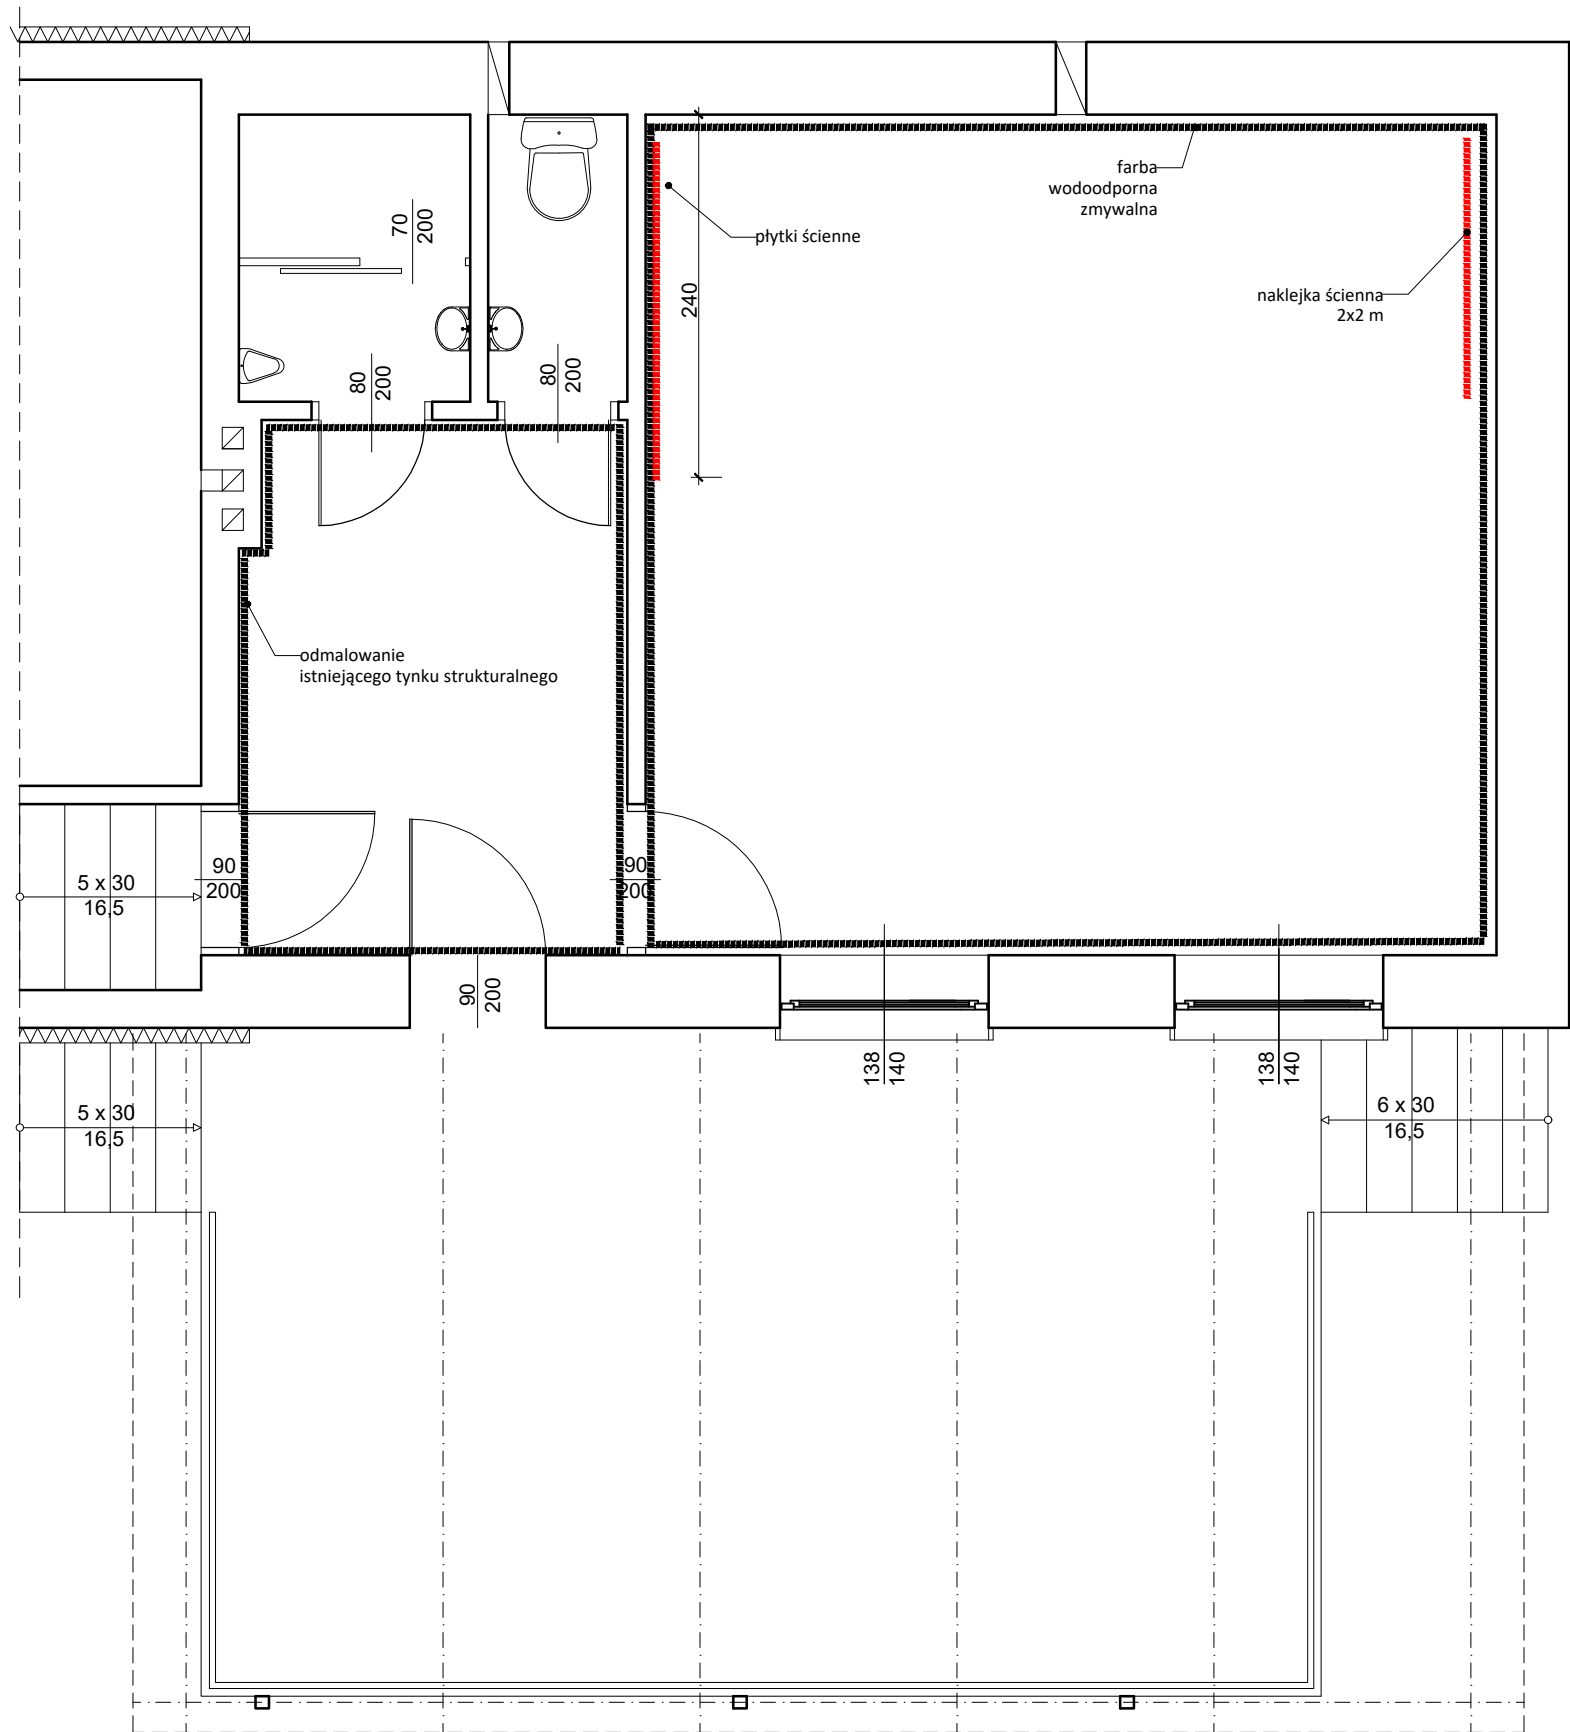 farba
wodoodporna
zmywalna
płytki ścienne
naklejka ścienna
2x2 m
240
70
200
80
200
80
200
odmalowanie
istniejącego tynku strukturalnego
90
200
90
200
5 x 30
16,5
90
200
138
140
138
140
5 x 30
16,5
6 x 30
16,5